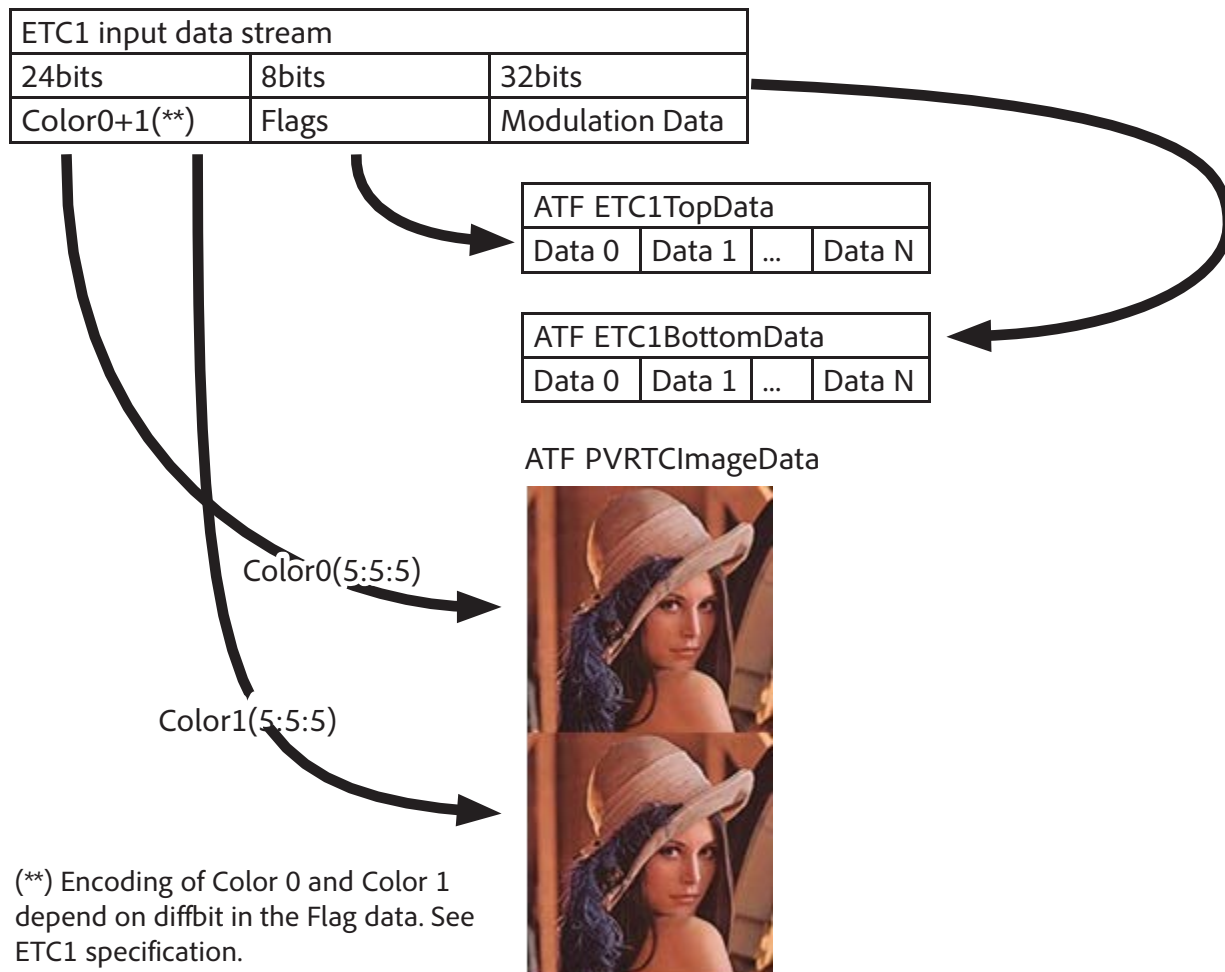 ETC1 input data stream
24bits 8bits 32bits
Color0+1(**) Flags Modulation Data
ATF ETC1TopData
Data 0 Data 1 ... Data N
ATF ETC1BottomData
Data 0 Data 1 ... Data N
ATF PVRTCImageData
Color0(5:5:5)
Color1(5:5:5)
(**) Encoding of Color 0 and Color 1
depend on diffbit in the Flag data. See
ETC1 specification.